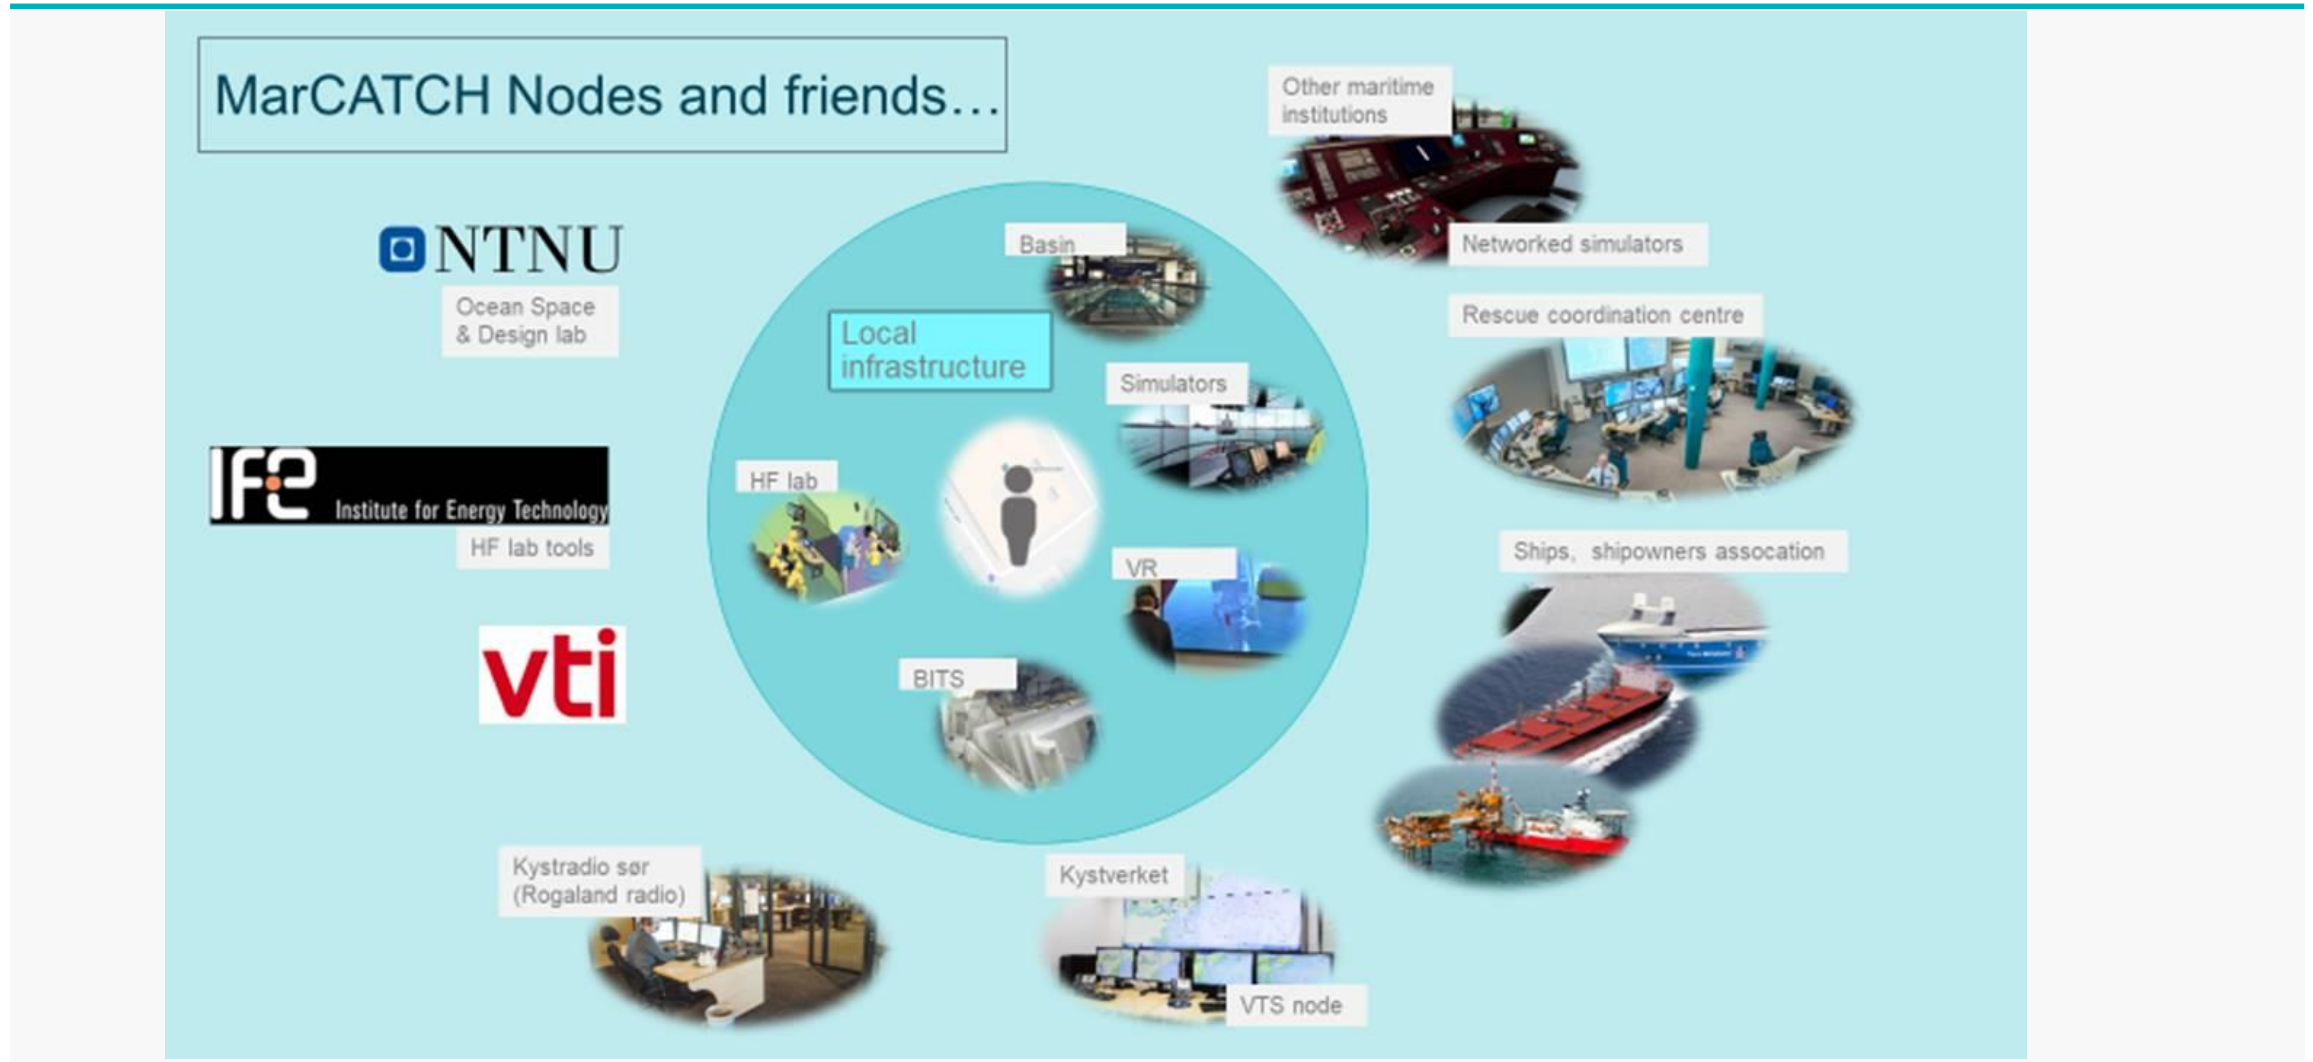 MarCATCH Nodes and friends...
Other maritime
institutions
Networked simulators
NTNU
Ocean Space
& Design lab
Basin
Local
infrastructure
Rescue coordination centre
Simulators
HF lab
IFE
Institute for Energy Technology
HF lab tools
VR
Ships, shipowners assocation
vti
BITS
Kystradio sør
(Rogaland radio)
Kystverket
VTS node